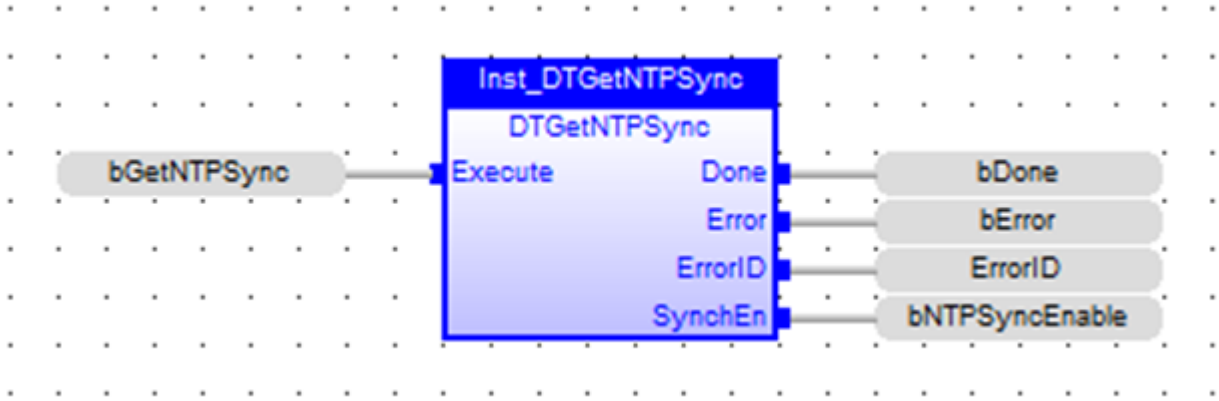 Inst_DTGetNTPSync
DTGetNTPSync
bGetNTPSync Execute Done bDone
Error bError
ErrorID ErrorID
SynchEn bNTPSyncEnable